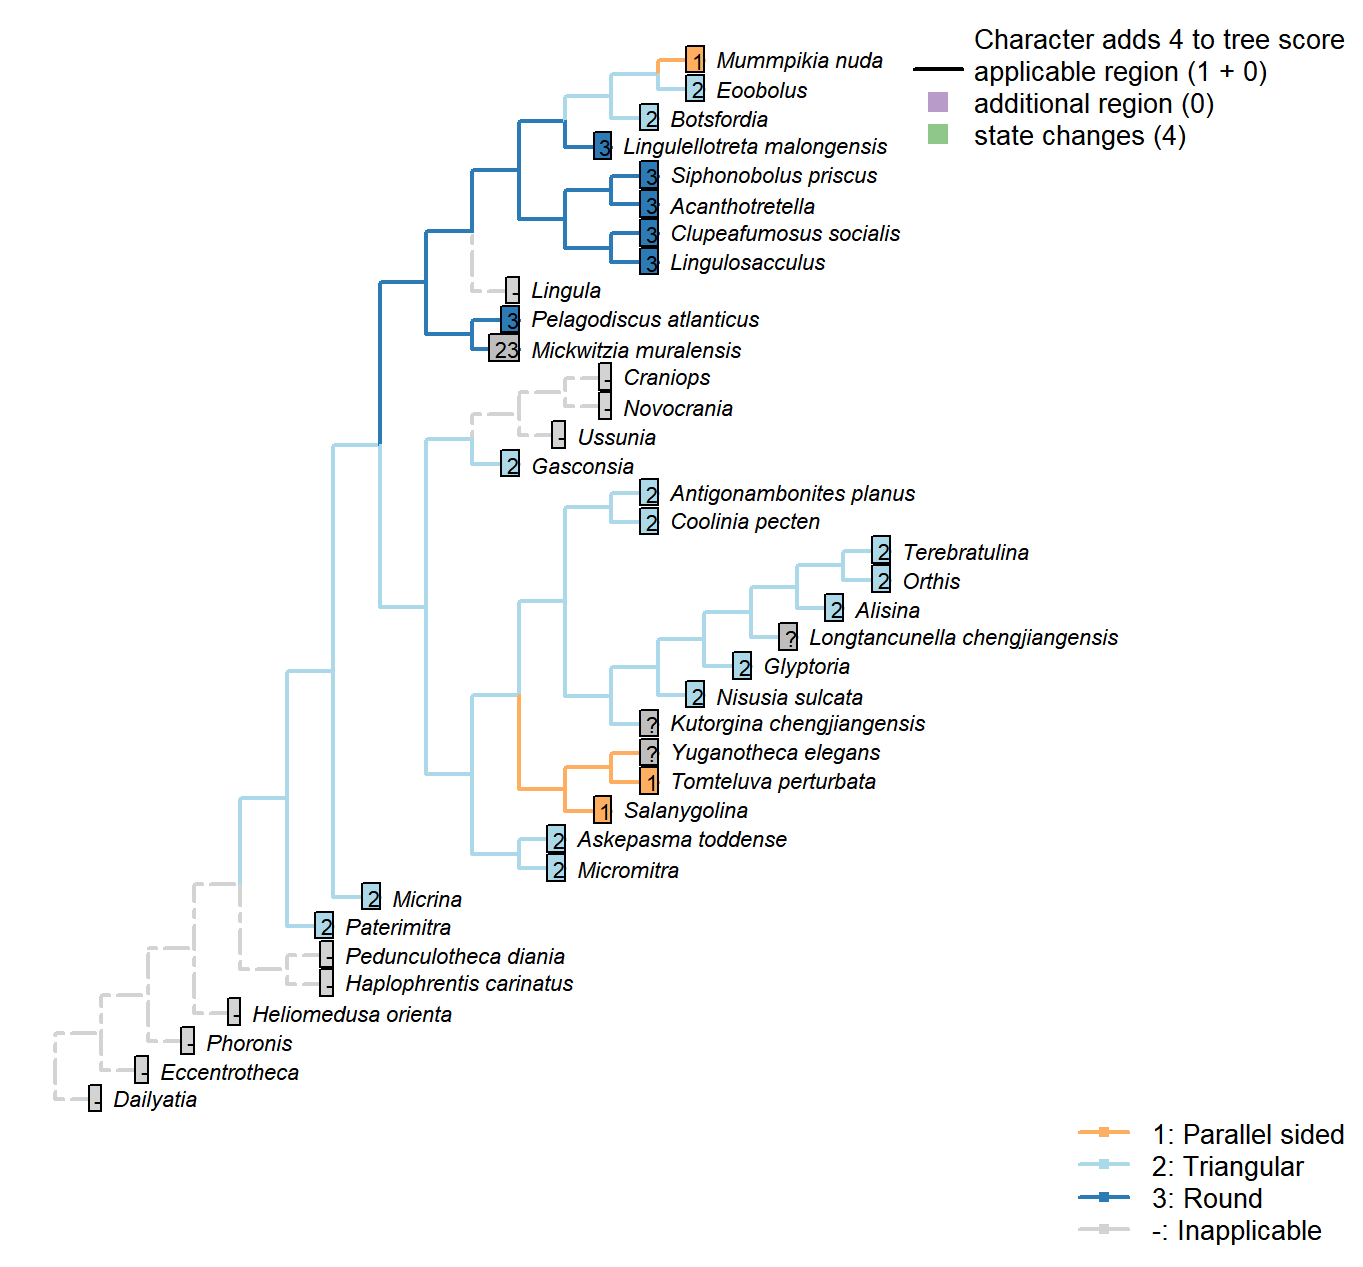 Character adds 4 to tree score
applicable region (1 + 0)
additional region (0)
state changes (4)
1 Mummpikia nuda
2 Eoobolus
2 Botsfordia
3 Lingulellotreta malongensis
3 Siphonobolus priscus
3 Acanthotretella
3 Clupeafumosus socialis
3 Lingulosacculus
- Lingula
3 Pelagodiscus atlanticus
23 Mickwitzia muralensis
- Craniops
- Novocrania
- Ussunia
2 Gasconsia
2 Antigonambonites planus
2 Coolinia pecten
2 Terebratulina
2 Orthis
2 Alisina
? Longtancunella chengjiangensis
2 Glyptoria
2 Nisusia sulcata
? Kutorgina chengjiangensis
? Yuganotheca elegans
1 Tomteluva perturbata
1 Salanygolina
2 Askepasma toddense
2 Micromitra
2 Micrina
2 Paterimitra
- Pedunculotheca diania
- Haplophrentis carinatus
- Heliomedusa orienta
- Phoronis
- Eccentrotheca
- Dailyatia
1: Parallel sided
2: Triangular
3: Round
-: Inapplicable